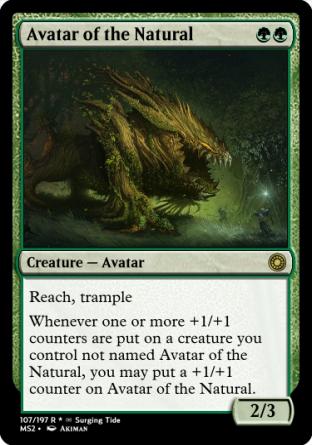 Avatar of the Natural
Creature — Avatar
Reach, trample
Whenever one or more +1/+1
counters are put on a creature you
control not named Avatar of the
Natural, you may put a +1/+1
counter on Avatar of the Natural.
2/3
107/197 R * ∞ Surging Tide
MS2 • AKIMAN